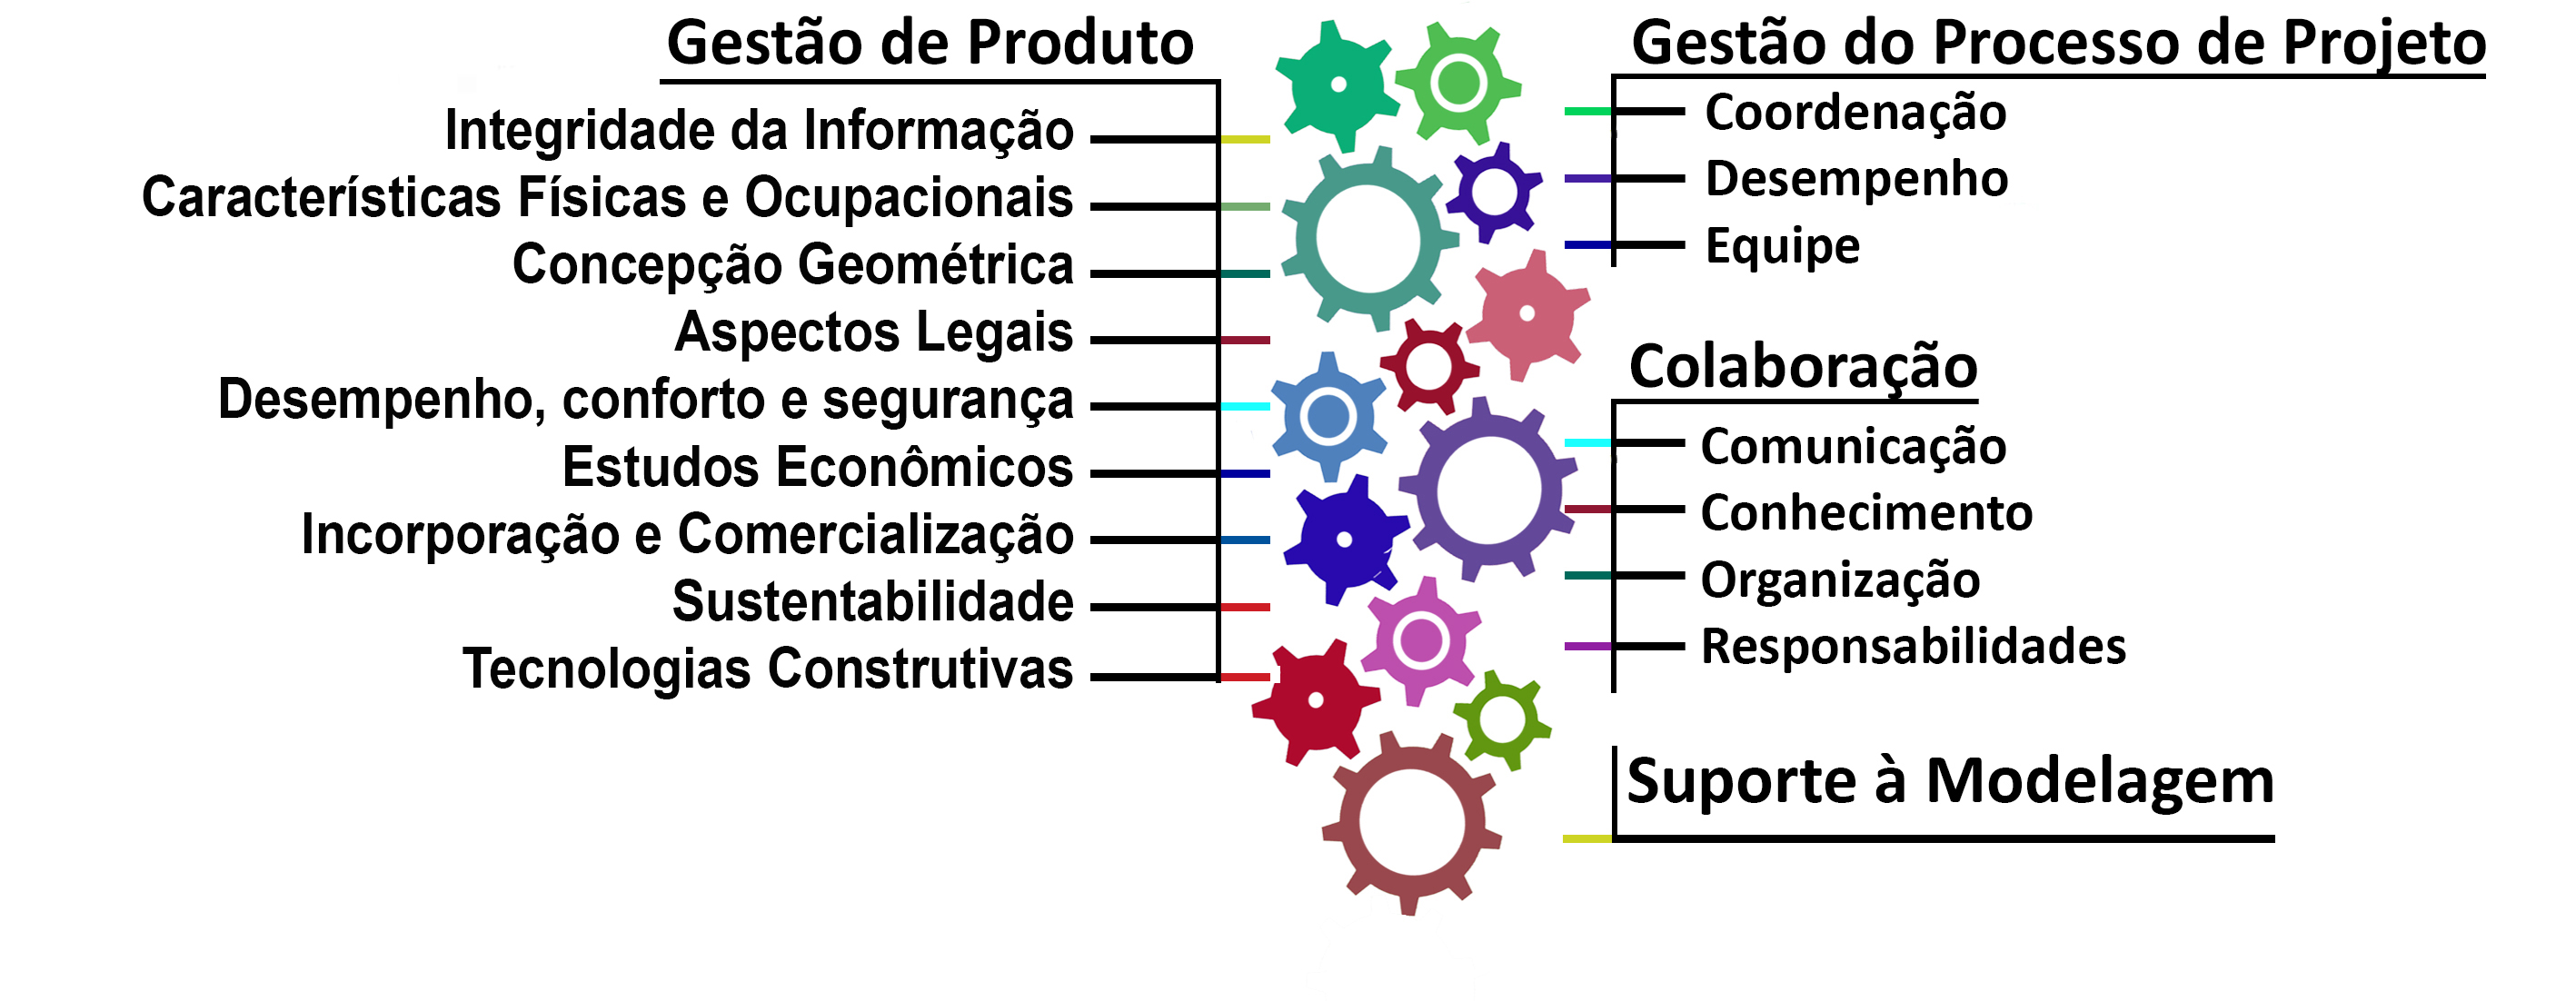 Gestão de Produto
Integridade da Informação
Características Físicas e Ocupacionais
Concepção Geométrica
Aspectos Legais
Desempenho, conforto e segurança
Estudos Econômicos
Incorporação e Comercialização
Sustentabilidade
Tecnologias Construtivas
Gestão do Processo de Projeto
Coordenação
Desempenho
Equipe
Colaboração
Comunicação
Conhecimento
Organização
Responsabilidades
Suporte à Modelagem